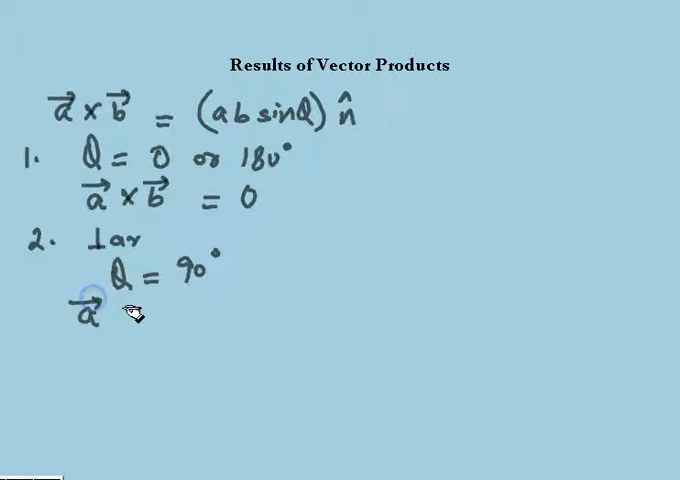 Results of Vector Products
a⃗ × b⃗ = (ab sinθ) n̂
1. θ = 0 or 180°
a⃗ × b⃗ = 0
2. ⊥ar
θ = 90°
a⃗